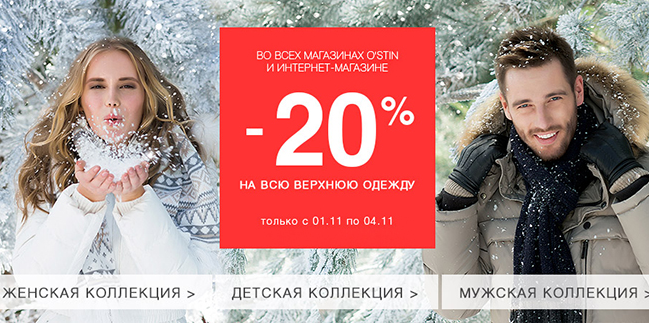 ВО ВСЕХ МАГАЗИНАХ O'STIN
И ИНТЕРНЕТ-МАГАЗИНЕ
-20%
НА ВСЮ ВЕРХНЮЮ ОДЕЖДУ
только с 01.11 по 04.11
ЖЕНСКАЯ КОЛЛЕКЦИЯ >
ДЕТСКАЯ КОЛЛЕКЦИЯ >
МУЖСКАЯ КОЛЛЕКЦИЯ >